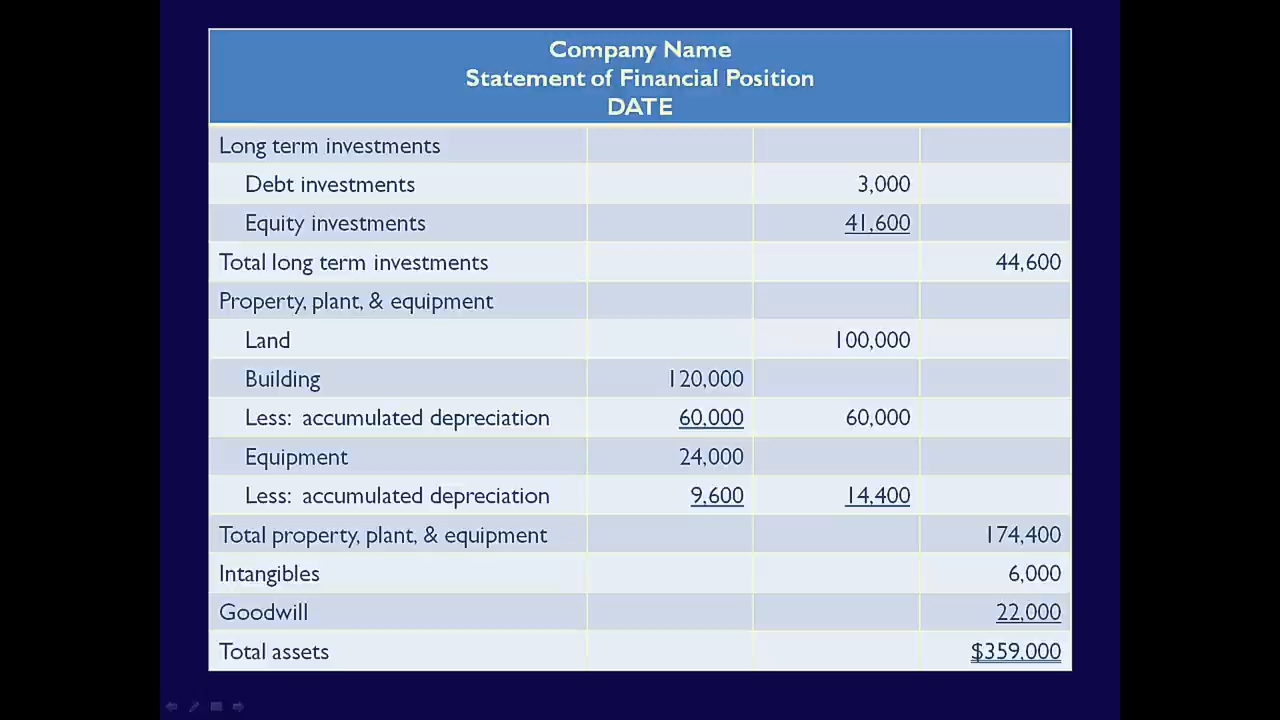 Company Name
Statement of Financial Position
DATE
Long term investments
Debt investments 3,000
Equity investments 41,600
Total long term investments 44,600
Property, plant, & equipment
Land 100,000
Building 120,000
Less: accumulated depreciation 60,000 60,000
Equipment 24,000
Less: accumulated depreciation 9,600 14,400
Total property, plant, & equipment 174,400
Intangibles 6,000
Goodwill 22,000
Total assets $359,000